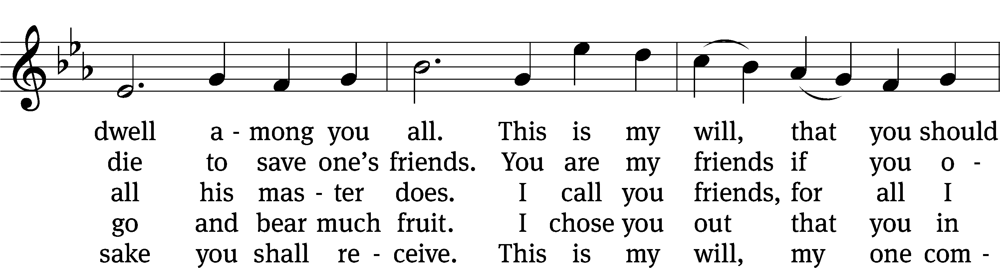 dwell a - mong you all. This is my will, that you should
die to save one’s friends. You are my friends if you o -
all his mas - ter does. I call you friends, for all I
go and bear much fruit. I chose you out that you in
sake you shall re - ceive. This is my will, my one com -